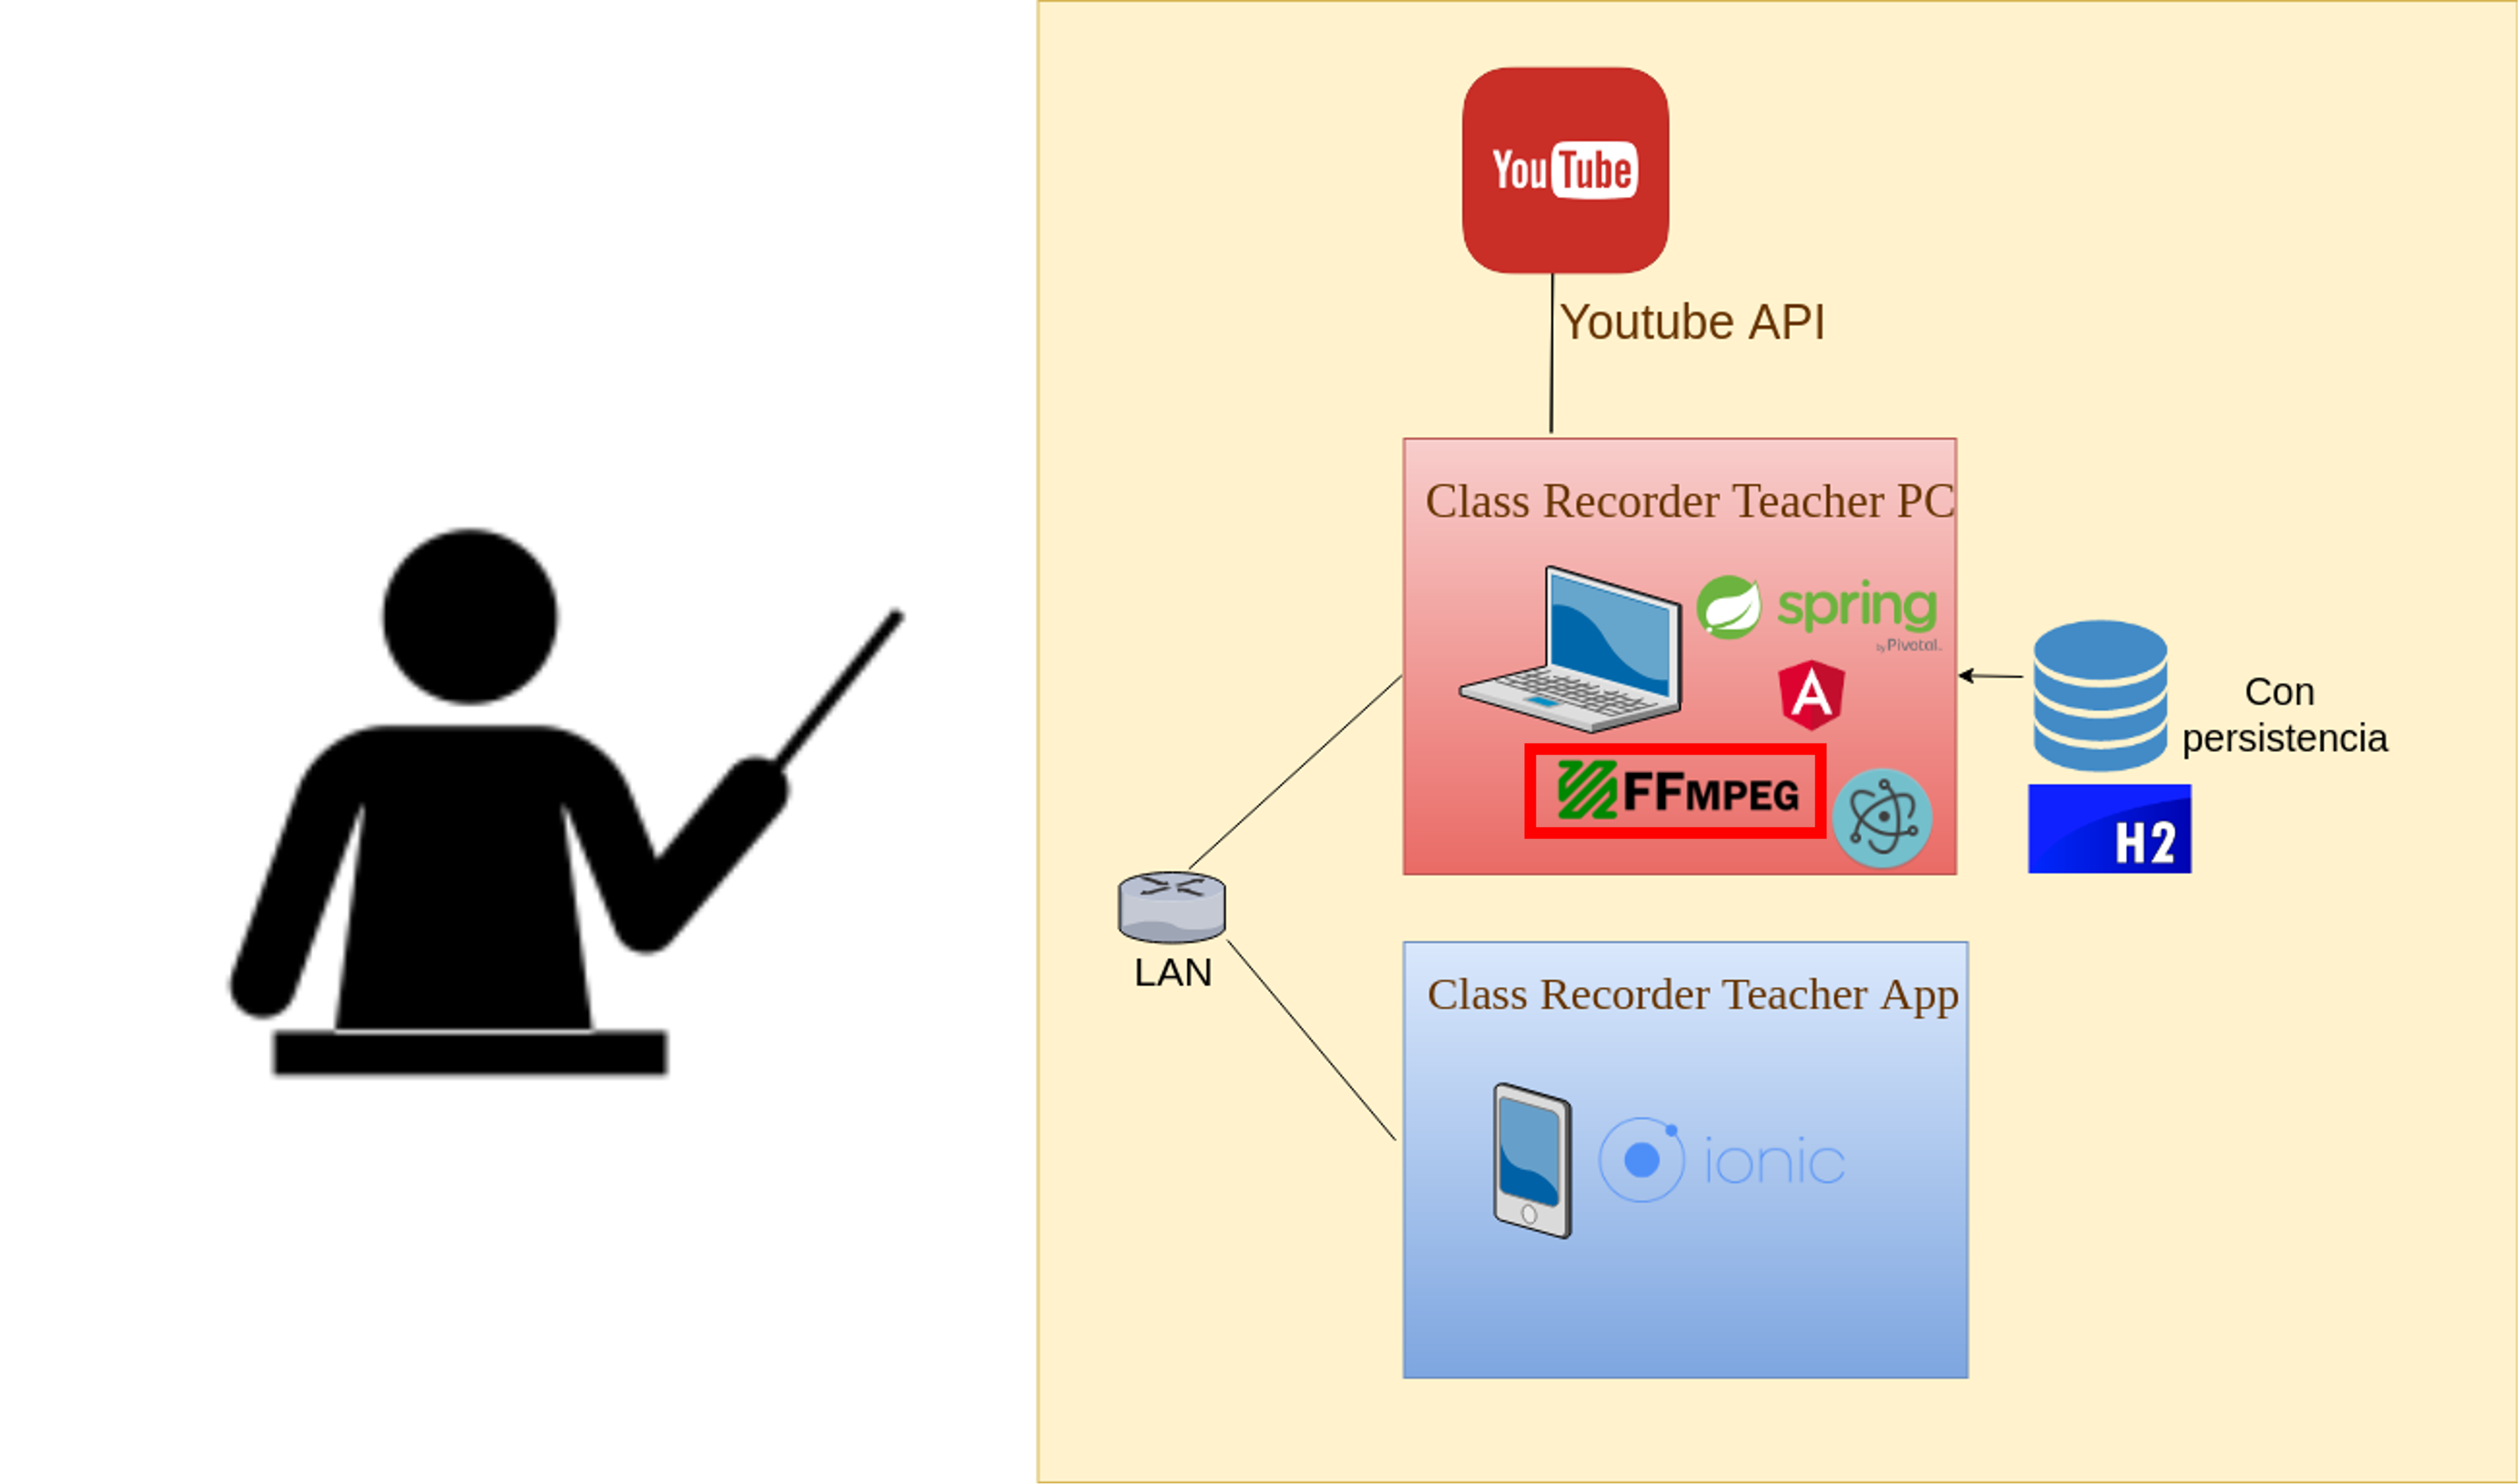 YouTube
Youtube API
Class Recorder Teacher PC
spring
by Pivotal.
FFMPEG
Con
persistencia
H2
LAN
Class Recorder Teacher App
ionic